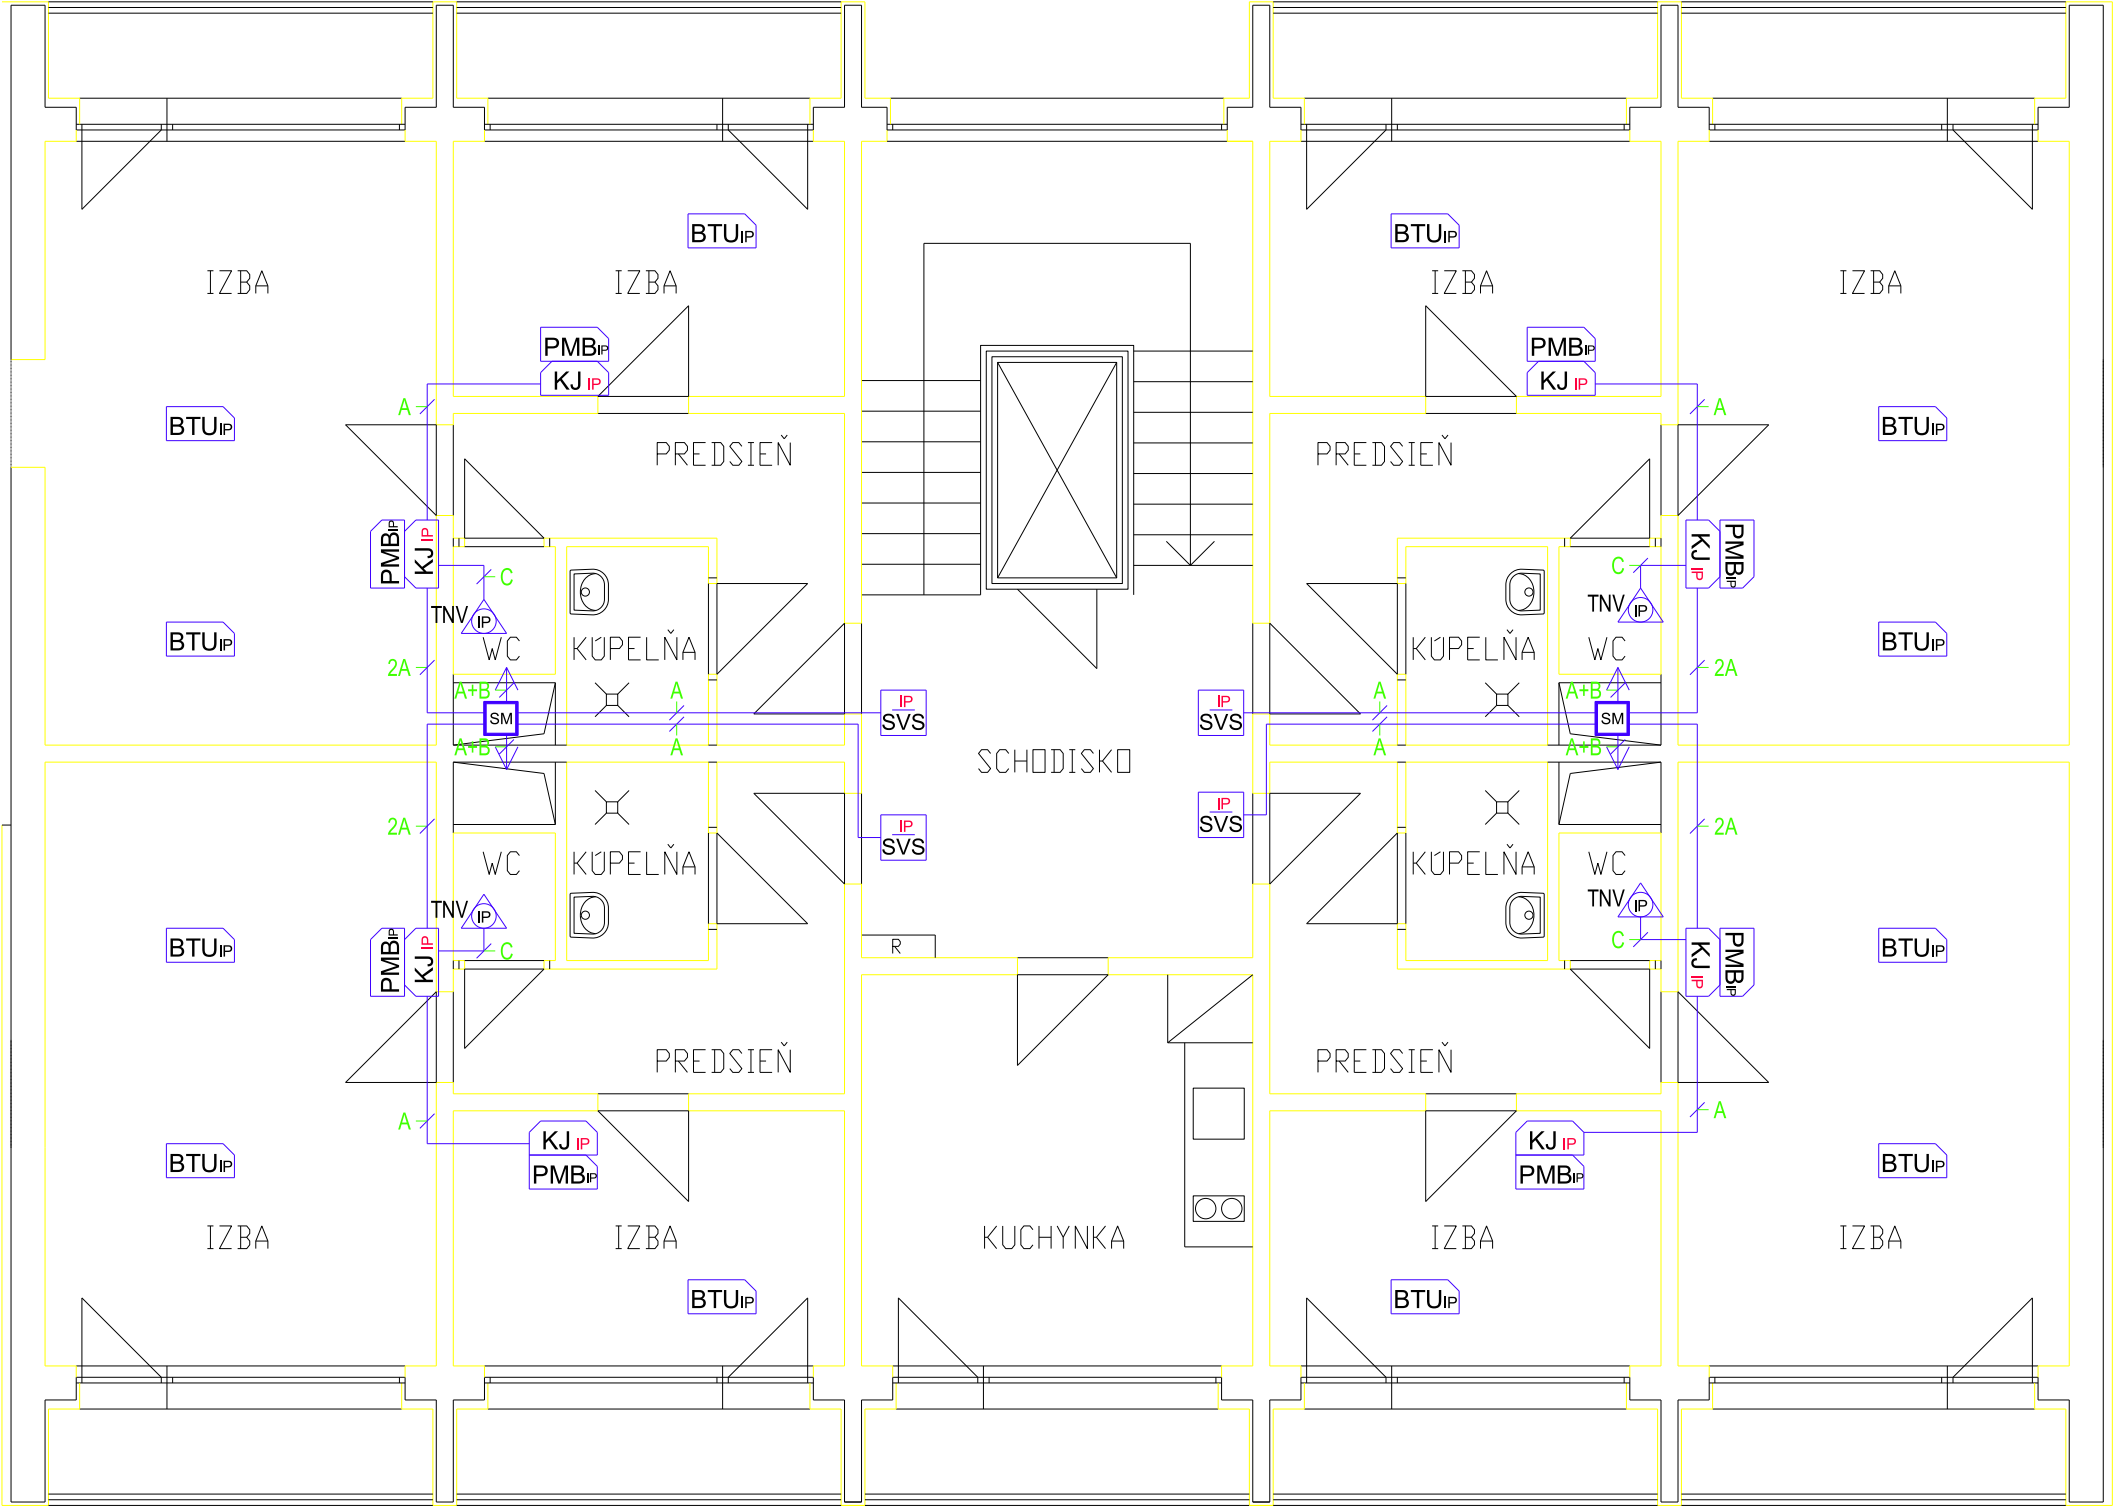 BTUIP
BTUIP
IZBA
IZBA
IZBA
IZBA
PMBIP
PMBIP
KJ IP
KJ IP
A
A
BTUIP
BTUIP
PREDSIEŇ
PREDSIEŇ
PMBIP
KJ IP
KJ IP
PMBIP
C
C
TNV IP
TNV IP
BTUIP
BTUIP
WC
KÚPELŇA
KÚPELŇA
WC
2A
2A
A+B
A
A
A+B
IP
SVS
IP
SVS
SM
SM
A+B
A
A
A+B
SCHODISKO
2A
2A
IP
SVS
IP
SVS
WC
KÚPELŇA
KÚPELŇA
WC
TNV IP
TNV IP
C
C
BTUIP
BTUIP
PMBIP
KJ IP
KJ IP
PMBIP
R
PREDSIEŇ
PREDSIEŇ
A
A
KJ IP
KJ IP
PMBIP
PMBIP
BTUIP
BTUIP
IZBA
IZBA
KUCHYNKA
IZBA
IZBA
BTUIP
BTUIP